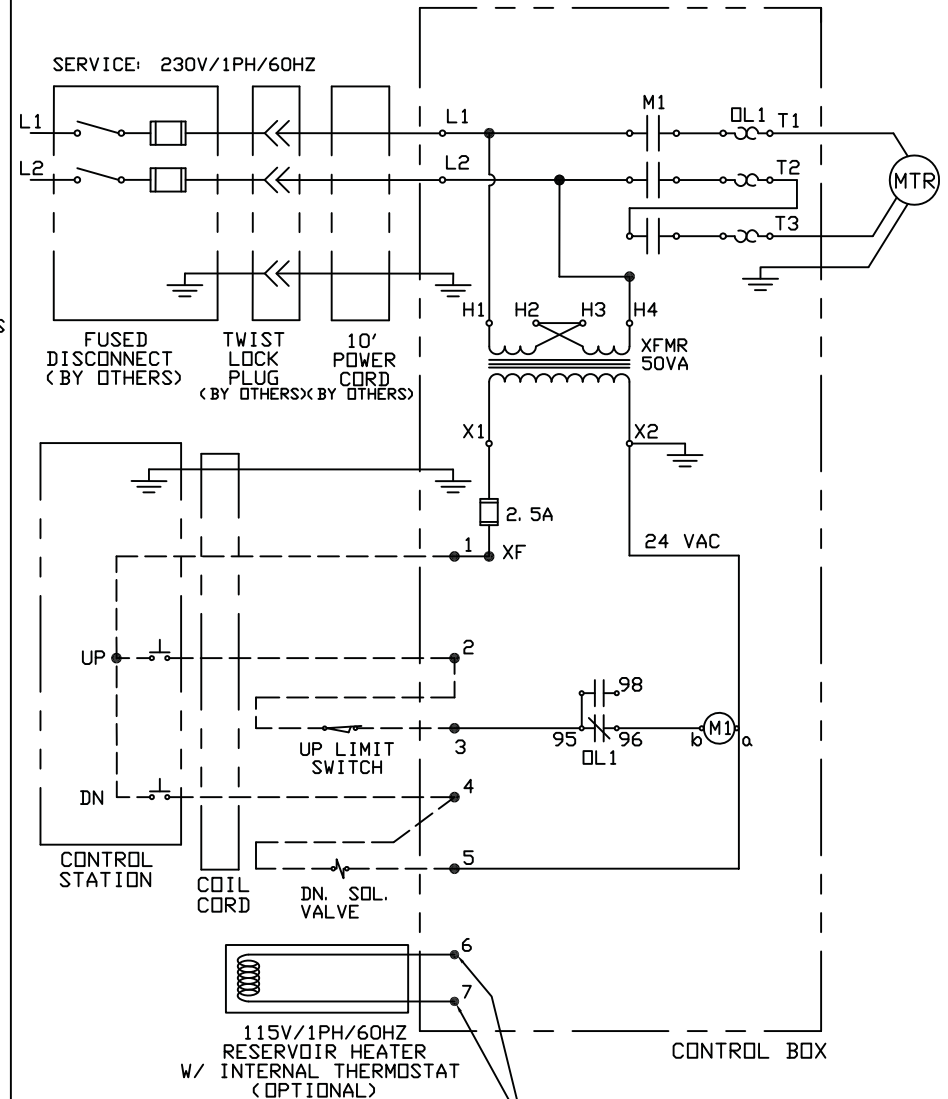 SERVICE: 230V/1PH/60HZ
L1
L2
L1
L2
M1
OL1
T1
T2
T3
MTR
H1
H2
H3
H4
XFMR
50VA
FUSED
DISCONNECT
(BY OTHERS)
TWIST
LOCK
PLUG
(BY OTHERS)
10'
POWER
CORD
(BY OTHERS)
S
X1
X2
2.5A
1
XF
24 VAC
UP
2
98
95
96
OL1
b
M1
a
3
UP LIMIT
SWITCH
DN
4
5
CONTROL
STATION
COIL
CORD
DN. SOL.
VALVE
6
7
115V/1PH/60HZ
RESERVOIR HEATER
W/ INTERNAL THERMOSTAT
(OPTIONAL)
CONTROL BOX